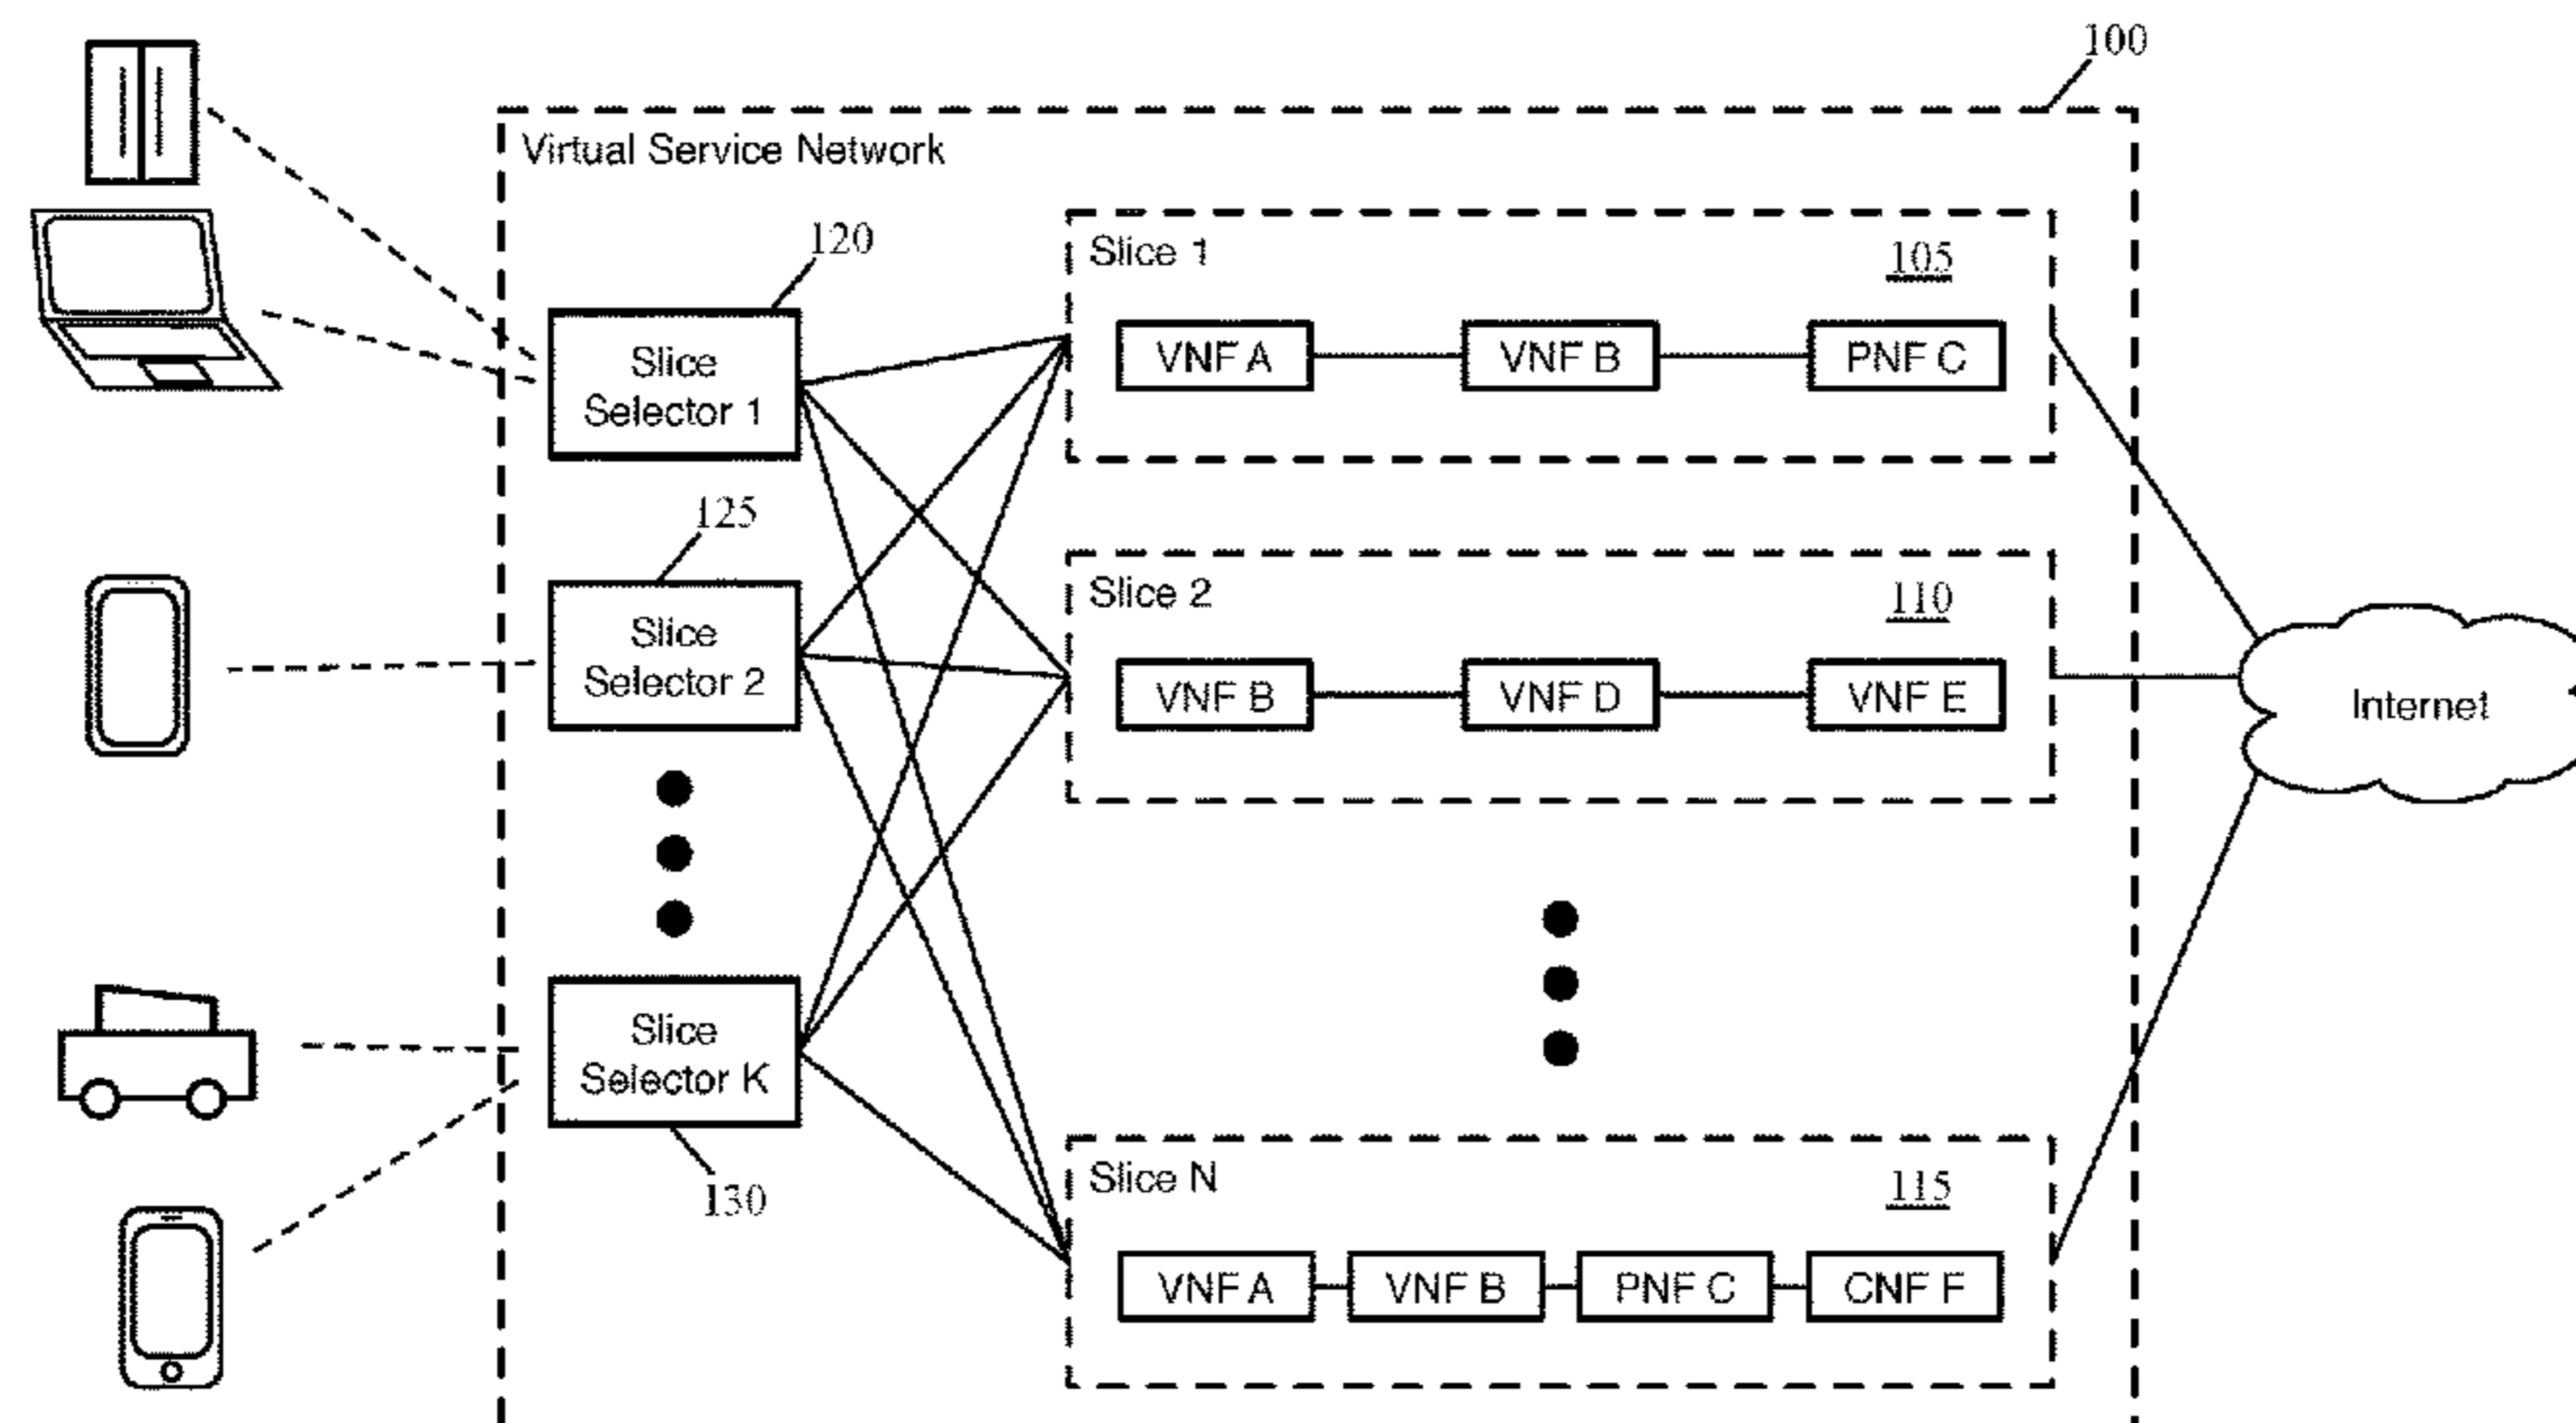 100
Virtual Service Network
120
Slice 1
105
Slice
Selector 1
VNF A
VNF B
PNF C
125
Slice 2
110
Slice
Selector 2
VNF B
VNF D
VNF E
Internet
Slice
Selector K
130
Slice N
115
VNF A
VNF B
PNF C
CNF F